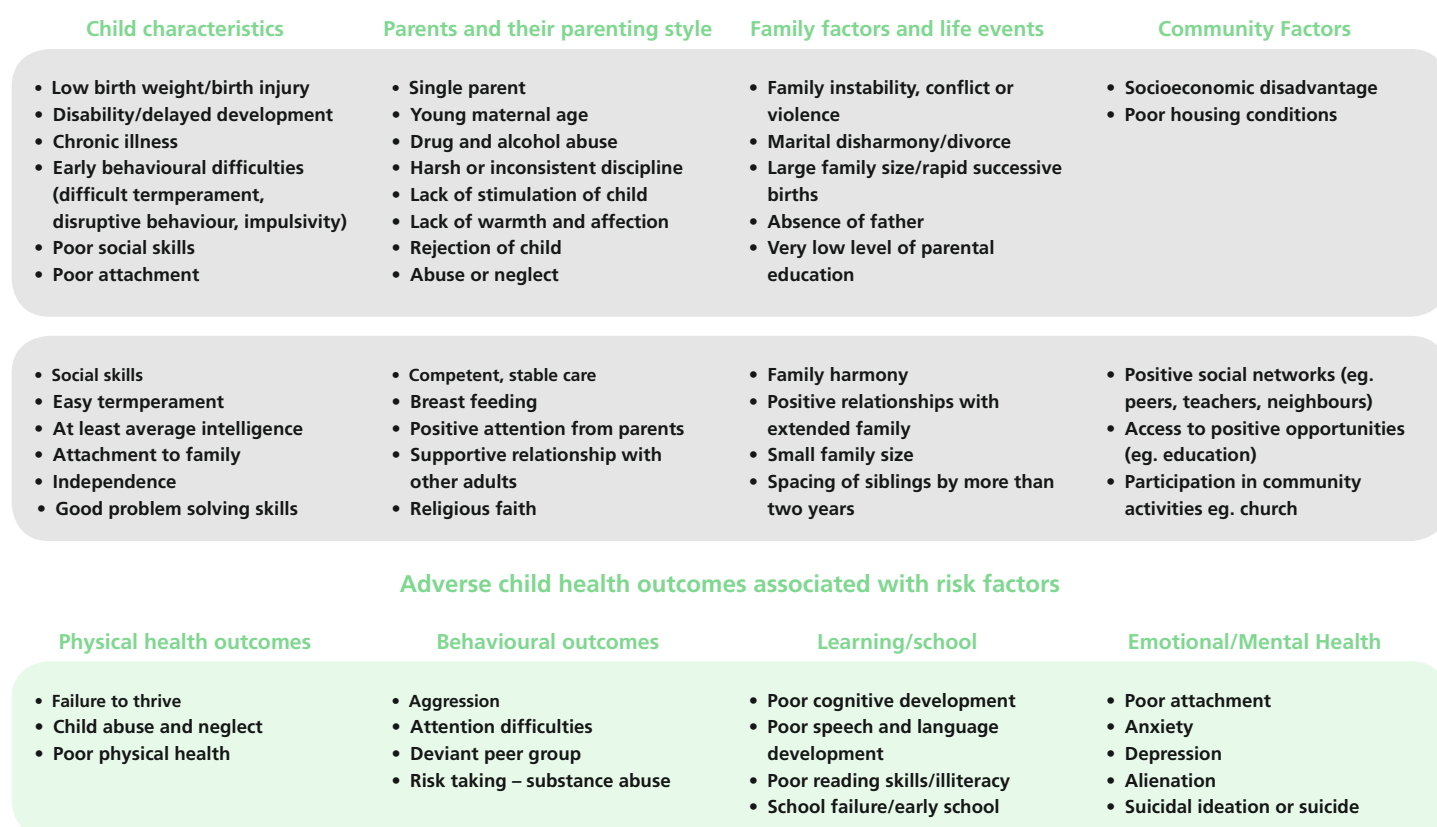 Child characteristics
• Low birth weight/birth injury
• Disability/delayed development
• Chronic illness
• Early behavioural difficulties
(difficult termperament,
disruptive behaviour, impulsivity)
• Poor social skills
• Poor attachment
Parents and their parenting style
• Single parent
• Young maternal age
• Drug and alcohol abuse
• Harsh or inconsistent discipline
• Lack of stimulation of child
• Lack of warmth and affection
• Rejection of child
• Abuse or neglect
Family factors and life events
• Family instability, conflict or
violence
• Marital disharmony/divorce
• Large family size/rapid successive
births
• Absence of father
• Very low level of parental
education
Community Factors
• Socioeconomic disadvantage
• Poor housing conditions
• Social skills
• Easy termperament
• At least average intelligence
• Attachment to family
• Independence
• Good problem solving skills
• Competent, stable care
• Breast feeding
• Positive attention from parents
• Supportive relationship with
other adults
• Religious faith
• Family harmony
• Positive relationships with
extended family
• Small family size
• Spacing of siblings by more than
two years
• Positive social networks (eg.
peers, teachers, neighbours)
• Access to positive opportunities
(eg. education)
• Participation in community
activities eg. church
Adverse child health outcomes associated with risk factors
Physical health outcomes
• Failure to thrive
• Child abuse and neglect
• Poor physical health
Behavioural outcomes
• Aggression
• Attention difficulties
• Deviant peer group
• Risk taking – substance abuse
Learning/school
• Poor cognitive development
• Poor speech and language
development
• Poor reading skills/illiteracy
• School failure/early school
Emotional/Mental Health
• Poor attachment
• Anxiety
• Depression
• Alienation
• Suicidal ideation or suicide